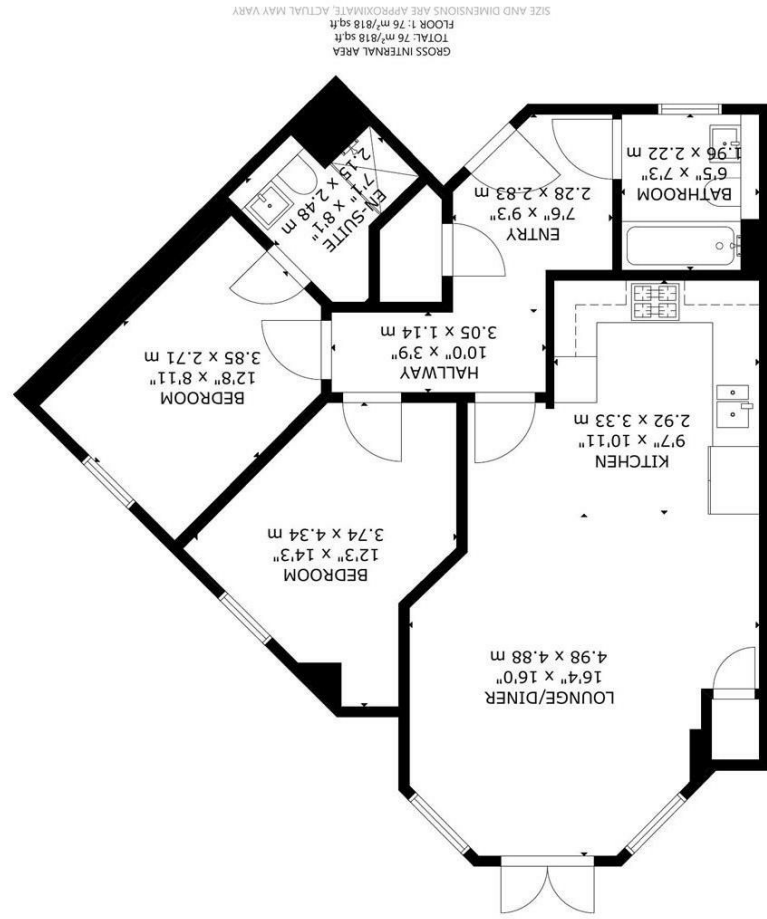 LOUNGE/DINER
16'4" x 16'0"
4.98 x 4.88 m
BEDROOM
12'3" x 14'3"
3.74 x 4.34 m
KITCHEN
9'7" x 10'11"
2.92 x 3.33 m
BEDROOM
12'8" x 8'11"
3.85 x 2.71 m
HALLWAY
10'0" x 3'9"
3.05 x 1.14 m
ENTRY
7'6" x 9'3"
2.28 x 2.83 m
BATHROOM
6'5" x 7'3"
1.96 x 2.22 m
EN-SUITE
7'1" x 8'1"
2.15 x 2.48 m
GROSS INTERNAL AREA
TOTAL: 76 m²/818 sq.ft
FLOOR 1: 76 m²/818 sq.ft
SIZE AND DIMENSIONS ARE APPROXIMATE, ACTUAL MAY VARY